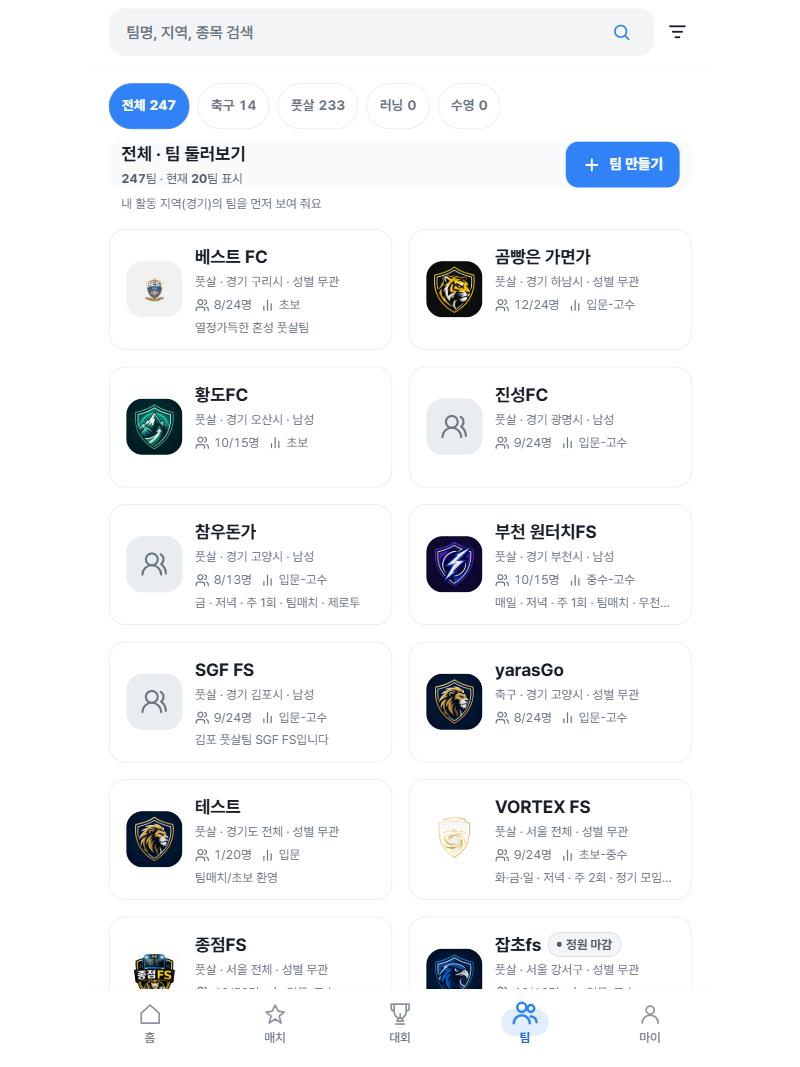 팀명, 지역, 종목 검색
전체 247
축구 14
풋살 233
러닝 0
수영 0
전체 · 팀 둘러보기
247팀 · 현재 20팀 표시
+ 팀 만들기
내 활동 지역(경기)의 팀을 먼저 보여 줘요
베스트 FC
풋살 · 경기 구리시 · 성별 무관
8/24명 초보
열정가득한 혼성 풋살팀
곰빵은 가면가
풋살 · 경기 하남시 · 성별 무관
12/24명 입문-고수
황도FC
풋살 · 경기 오산시 · 남성
10/15명 초보
진성FC
풋살 · 경기 광명시 · 남성
9/24명 입문-고수
참우돈가
풋살 · 경기 고양시 · 남성
8/13명 입문-고수
금 · 저녁 · 주 1회 · 팀매치 · 제로투
부천 원터치FS
풋살 · 경기 부천시 · 남성
10/15명 중수-고수
매일 · 저녁 · 주 1회 · 팀매치 · 우천...
SGF FS
풋살 · 경기 김포시 · 남성
9/24명 입문-고수
김포 풋살팀 SGF FS입니다
yarasGo
축구 · 경기 고양시 · 성별 무관
8/24명 입문-고수
테스트
풋살 · 경기도 전체 · 성별 무관
1/20명 입문
팀매치/초보 환영
VORTEX FS
풋살 · 서울 전체 · 성별 무관
9/24명 초보-중수
화·금·일 · 저녁 · 주 2회 · 정기 모임...
종점FS
종점FS
풋살 · 서울 전체 · 성별 무관
잡초fs
• 정원 마감
풋살 · 서울 강서구 · 성별 무관
홈
매치
대회
팀
마이